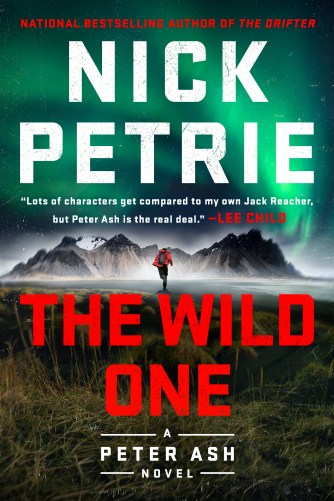 NATIONAL BESTSELLING AUTHOR OF THE DRIFTER
NICK
PETRIE
“Lots of characters get compared to my own Jack Reacher,
but Peter Ash is the real deal.” —LEE CHILD
THE WILD
ONE
A
PETER ASH
NOVEL